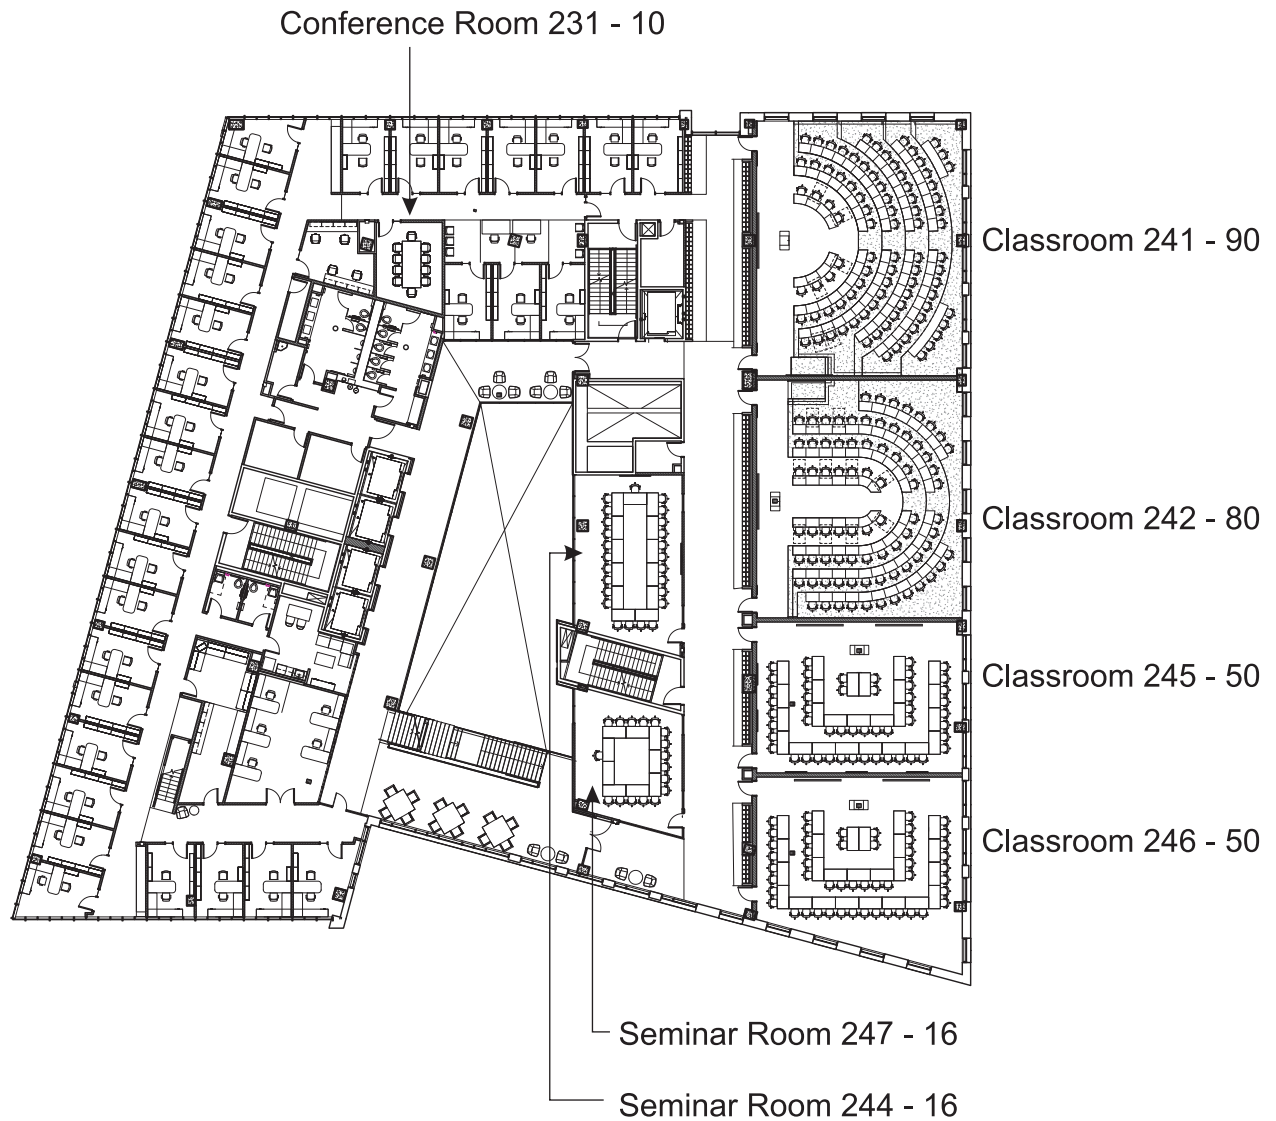 Conference Room 231 - 10
Classroom 241 - 90
Classroom 242 - 80
Classroom 245 - 50
Classroom 246 - 50
Seminar Room 247 - 16
Seminar Room 244 - 16